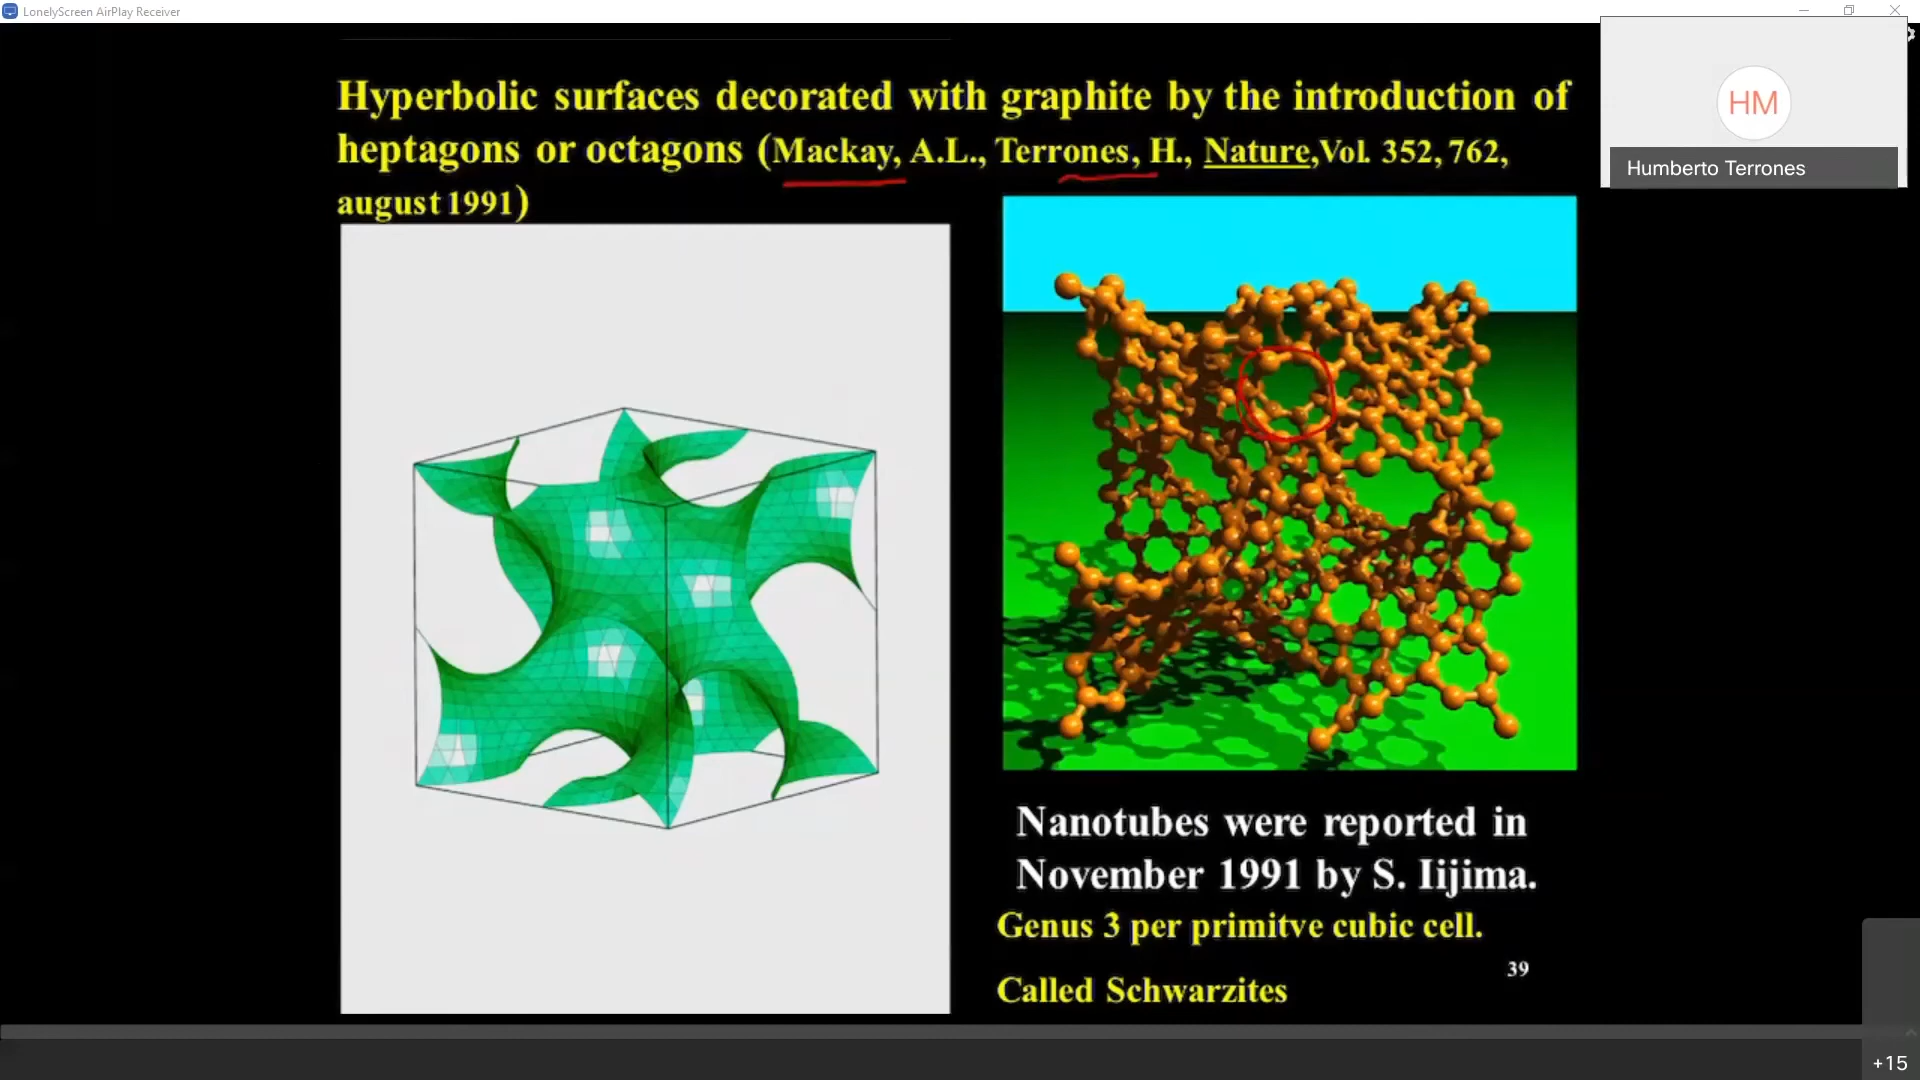 LonelyScreen AirPlay Receiver
Hyperbolic surfaces decorated with graphite by the introduction of
heptagons or octagons (Mackay, A.L., Terrones, H., Nature,Vol. 352, 762,
august 1991)
HM
Humberto Terrones
Nanotubes were reported in
November 1991 by S. Iijima.
Genus 3 per primitve cubic cell.
39
Called Schwarzites
+15